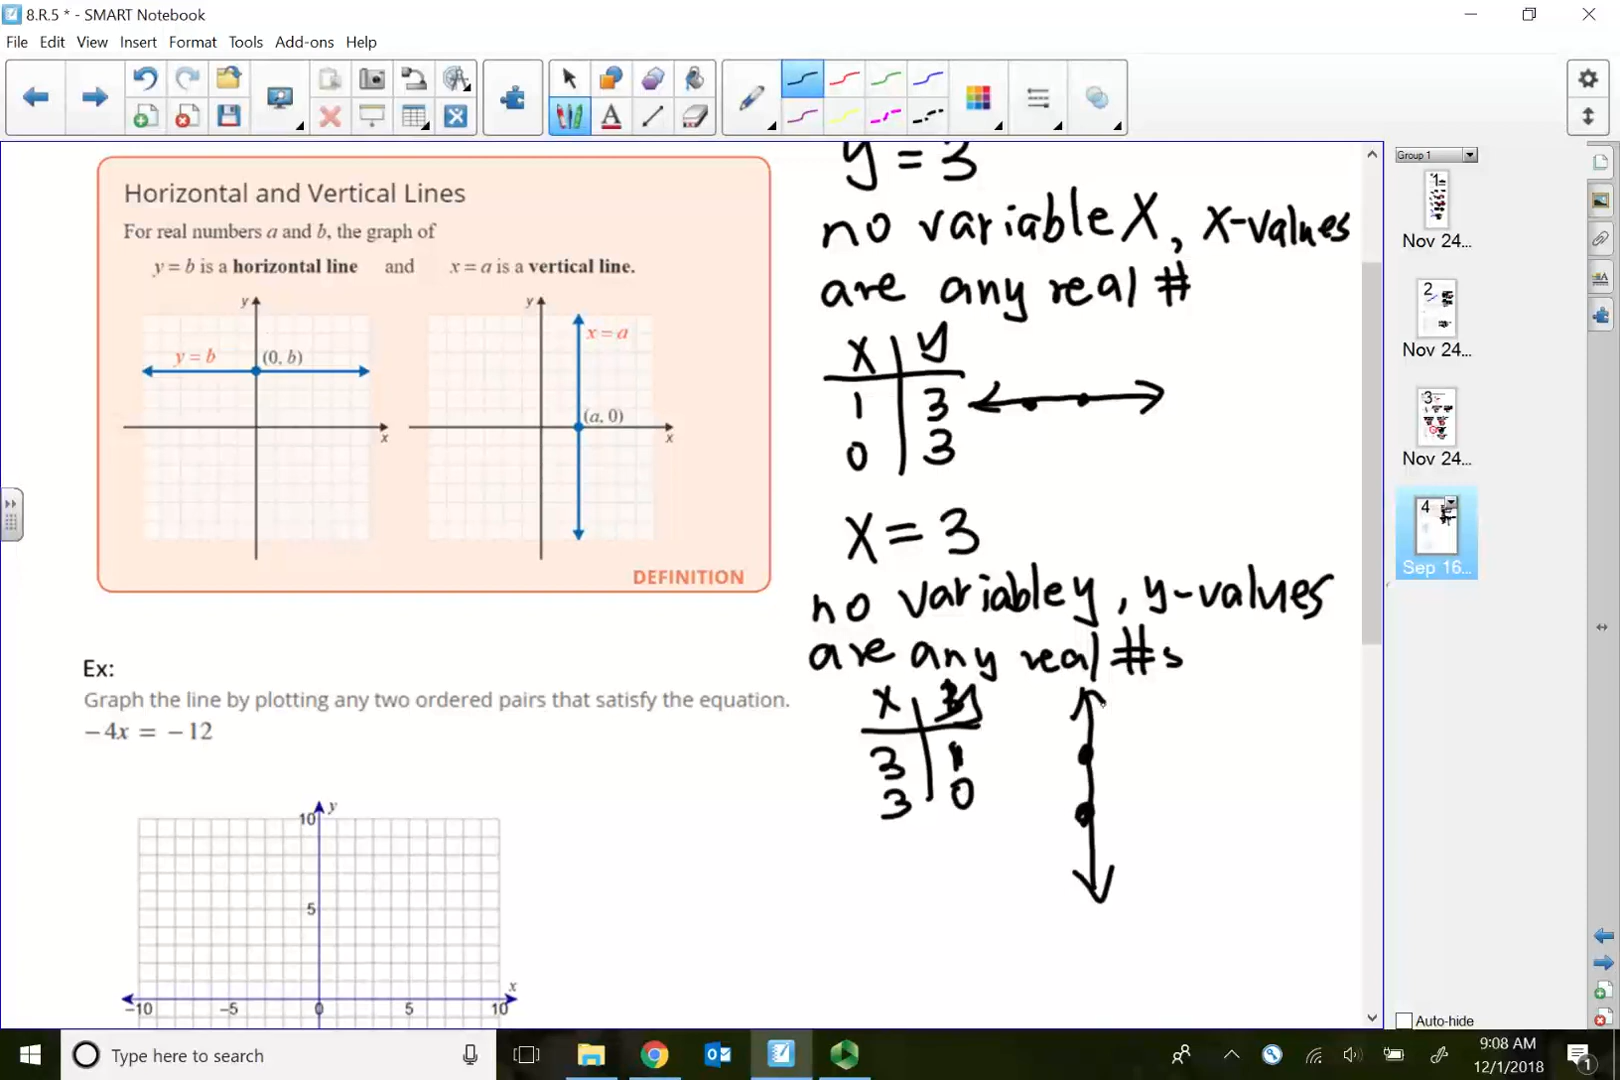 8.R.5 * - SMART Notebook
File Edit View Insert Format Tools Add-ons Help
Horizontal and Vertical Lines
For real numbers a and b, the graph of
y = b is a horizontal line and x = a is a vertical line.
y
y = b
(0, b)
x
y
x = a
(a, 0)
x
DEFINITION
Ex:
Graph the line by plotting any two ordered pairs that satisfy the equation.
−4x = −12
y
10
5
x
−10 −5 0 5 10
y = 3
no variable X, x-values
are any real #
X y
1 3
0 3
X = 3
no variable y, y-values
are any real #s
X y
3 1
3 0
Group 1
1
Nov 24...
2
Nov 24...
3
Nov 24...
4
Sep 16...
Auto-hide
Type here to search
9:08 AM
12/1/2018
1